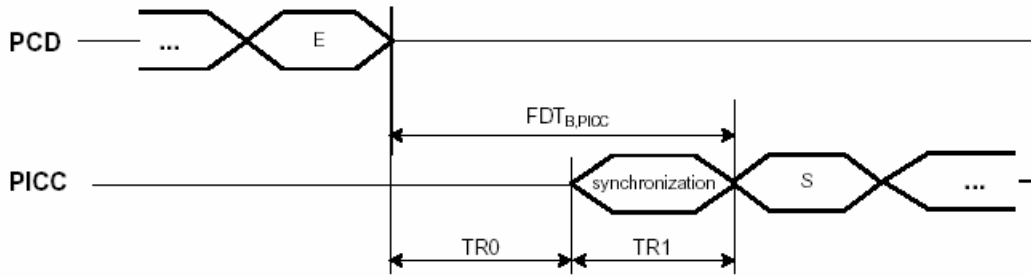 PCD ... E
FDTB,PICC
PICC synchronization S ...
TR0 TR1